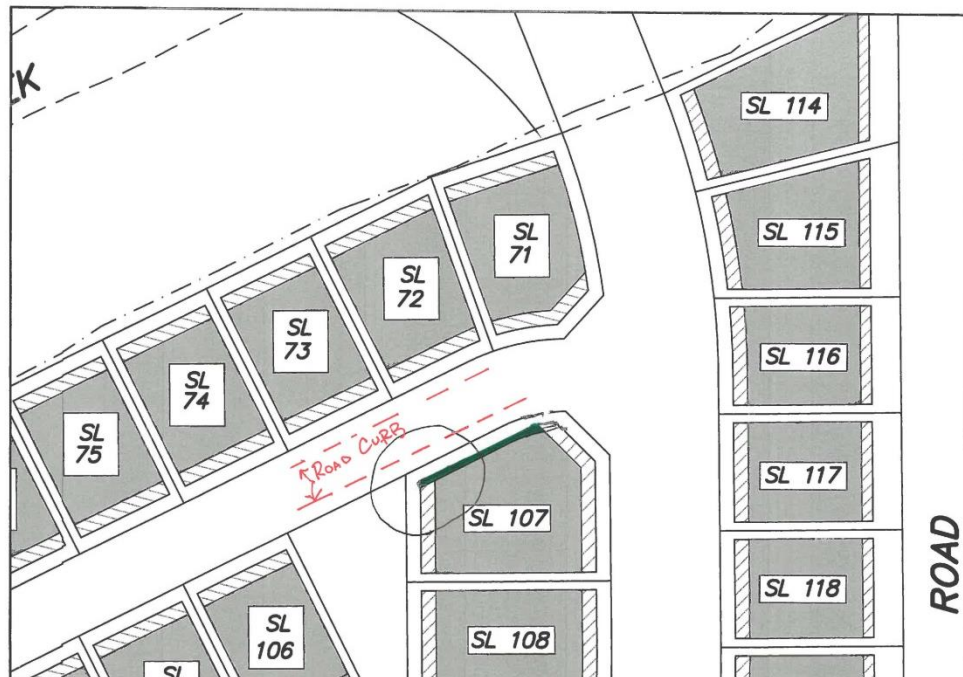 SL 114
SL 115
SL
71
SL
72
SL
73
SL 116
SL
74
SL
75
ROAD CURB
SL 117
SL 107
SL 118
ROAD
SL
106
SL 108
SL